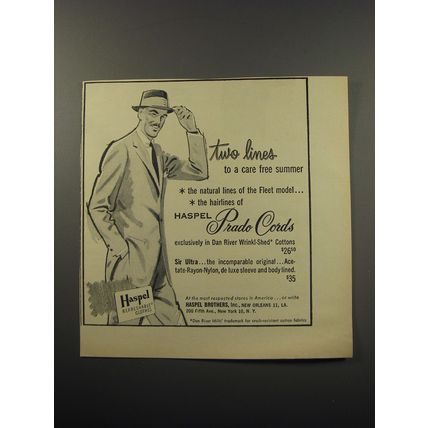 two lines
to a care free summer
* the natural lines of the Fleet model...
* the hairlines of
HASPEL Prado Cords
exclusively in Dan River Wrinkl-Shed* Cottons
$26⁵⁰
Sir Ultra...the incomparable original...Ace-
tate-Rayon-Nylon, de luxe sleeve and body lined.
$35
Haspel
At the most respected stores in America...or write
HASPEL BROTHERS, Inc., NEW ORLEANS 11, LA.
200 Fifth Ave., New York 10, N. Y.
*Dan River Mills' trademark for crush-resistant cotton fabrics